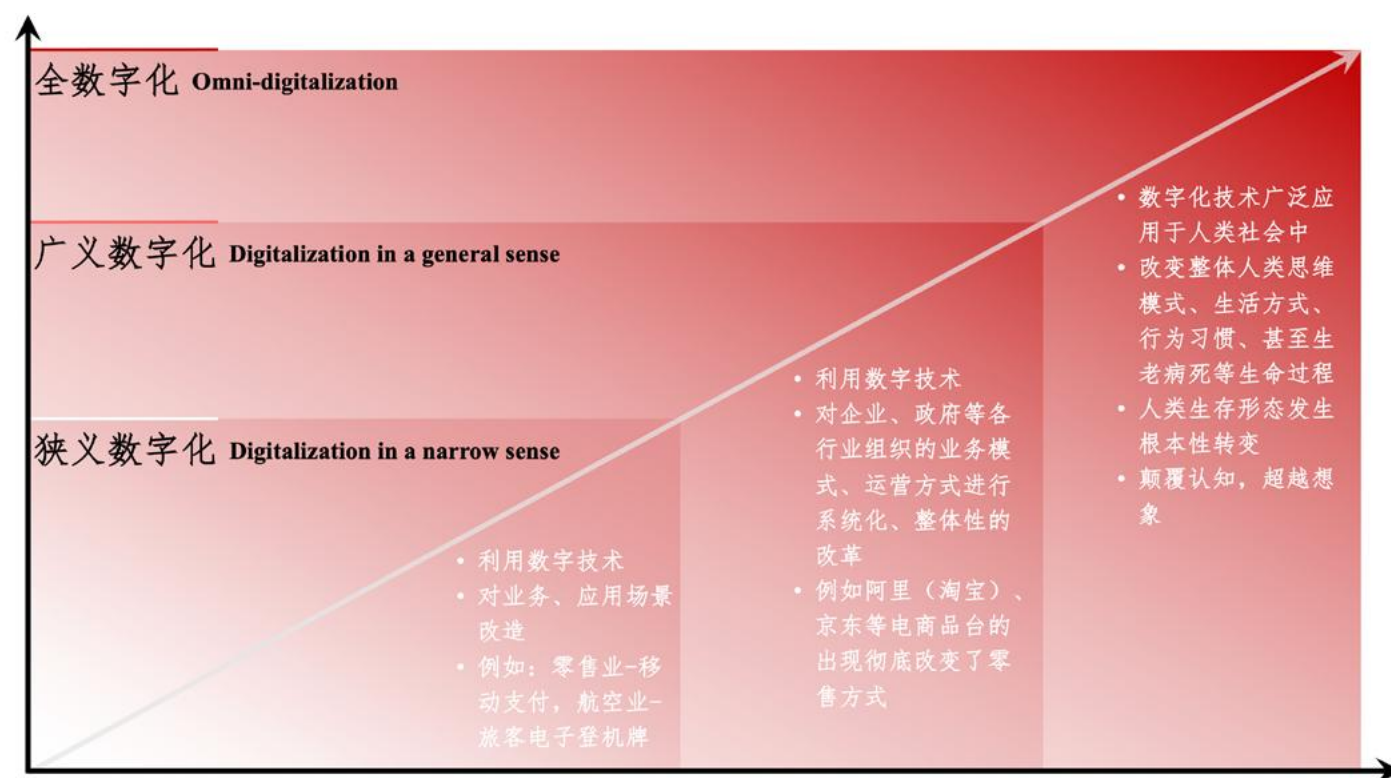 全数字化 Omni-digitalization
广义数字化 Digitalization in a general sense
狭义数字化 Digitalization in a narrow sense
• 利用数字技术
• 对业务、应用场景
改造
• 例如：零售业-移
动支付，航空业-
旅客电子登机牌
• 利用数字技术
• 对企业、政府等各
行业组织的业务模
式、运营方式进行
系统化、整体性的
改革
• 例如阿里（淘宝）、
京东等电商品台的
出现彻底改变了零
售方式
• 数字化技术广泛应
用于人类社会中
• 改变整体人类思维
模式、生活方式、
行为习惯、甚至生
老病死等生命过程
• 人类生存形态发生
根本性转变
• 颠覆认知，超越想
象